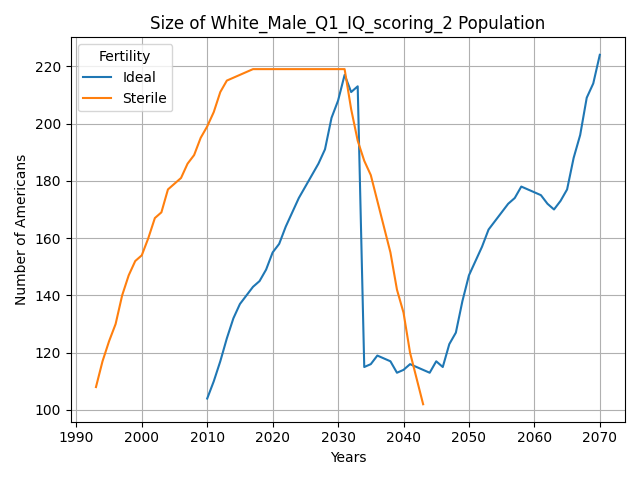 Size of White_Male_Q1_IQ_scoring_2 Population
Fertility
Ideal
Sterile
Number of Americans
220
200
180
160
140
120
100
1990 2000 2010 2020 2030 2040 2050 2060 2070
Years